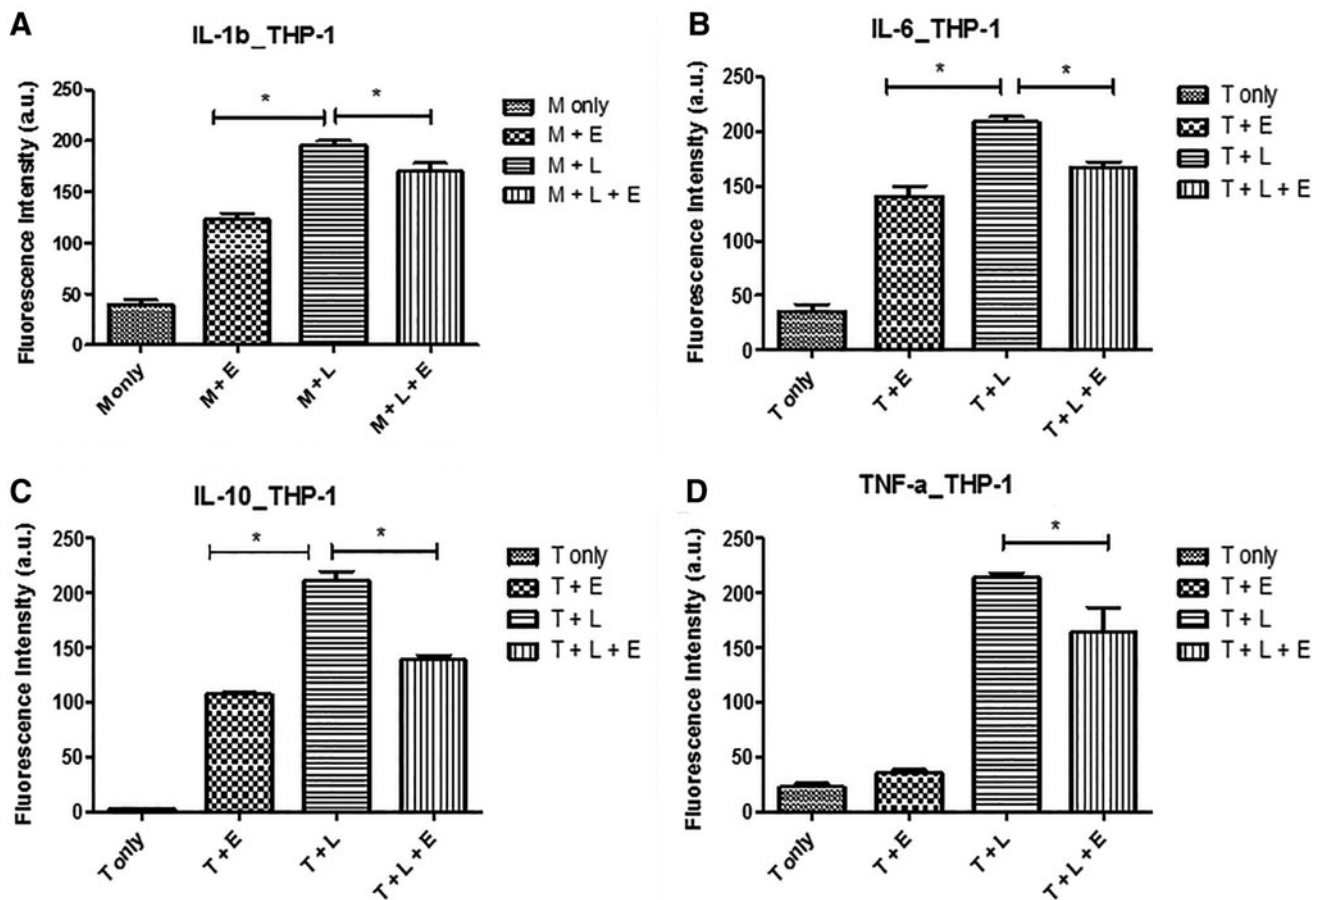 A
IL-1b_THP-1
Fluorescence Intensity (a.u.)
250
200
150
100
50
0
*
*
M only
M + E
M + L
M + L + E
M only
M + E
M + L
M + L + E
B
IL-6_THP-1
Fluorescence Intensity (a.u.)
250
200
150
100
50
0
*
*
T only
T + E
T + L
T + L + E
T only
T + E
T + L
T + L + E
C
IL-10_THP-1
Fluorescence Intensity (a.u.)
250
200
150
100
50
0
*
*
T only
T + E
T + L
T + L + E
T only
T + E
T + L
T + L + E
D
TNF-a_THP-1
Fluorescence Intensity (a.u.)
250
200
150
100
50
0
*
T only
T + E
T + L
T + L + E
T only
T + E
T + L
T + L + E